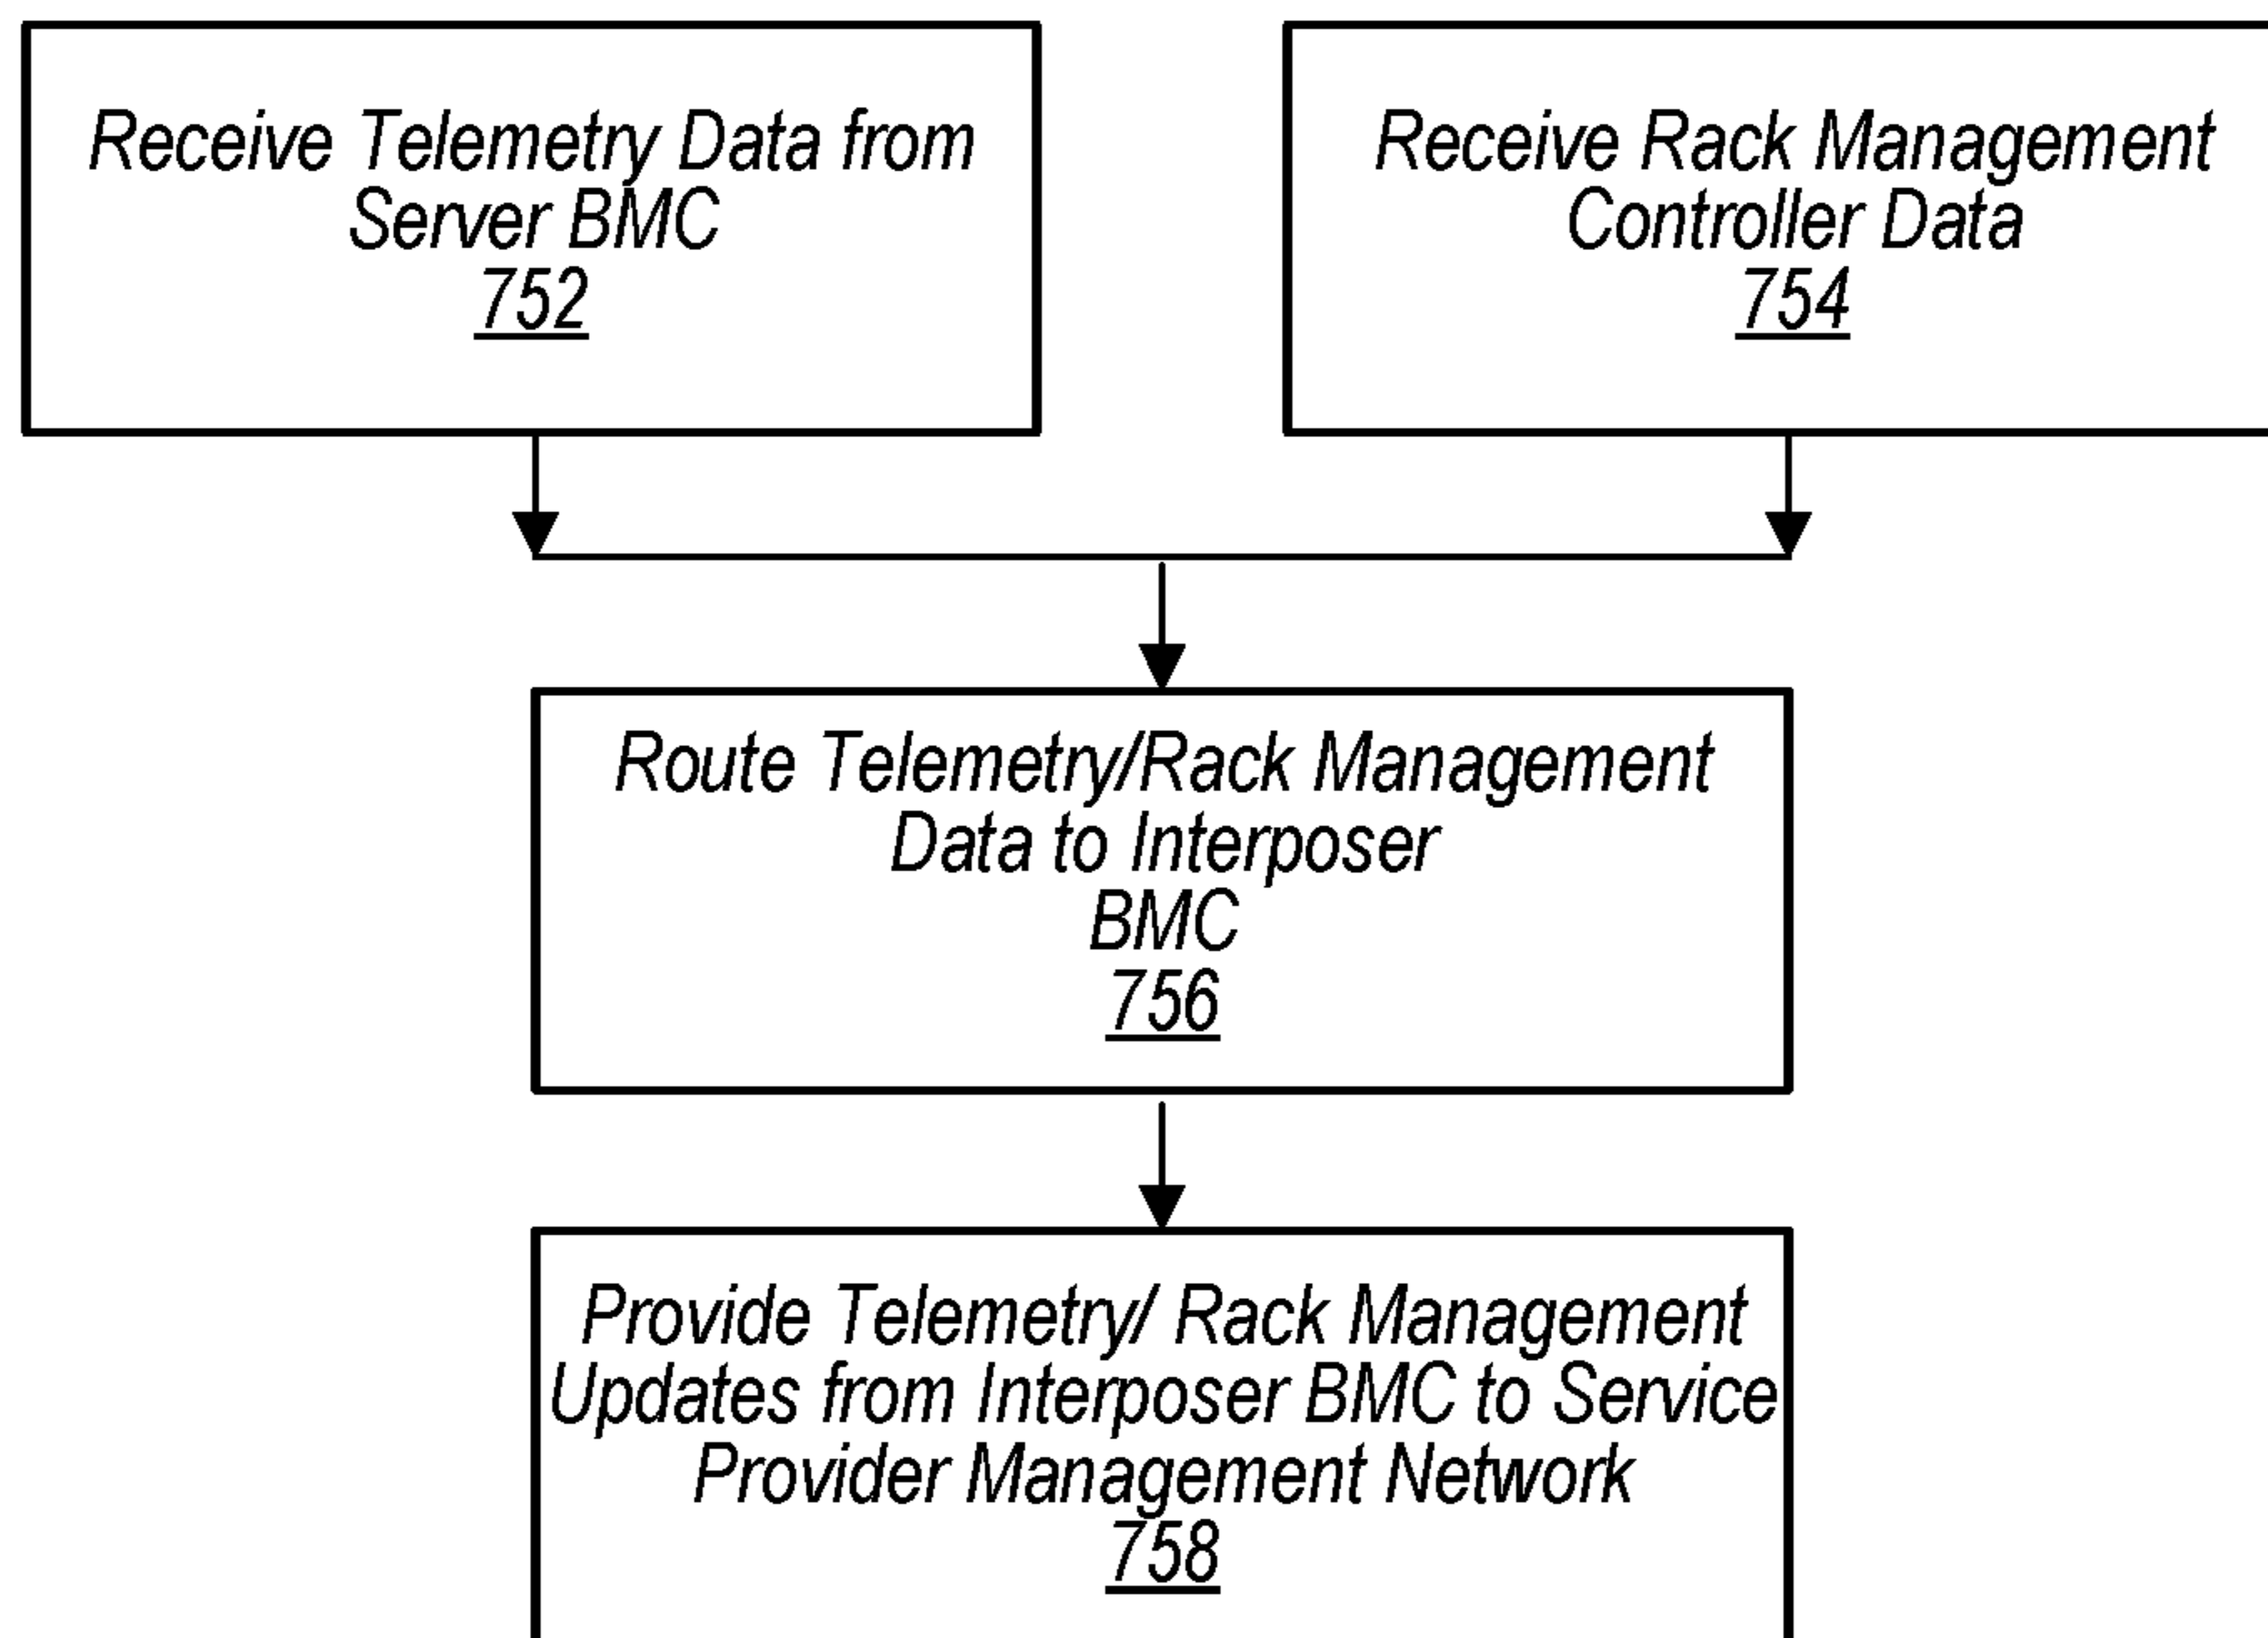 Receive Telemetry Data from
Server BMC
752
Receive Rack Management
Controller Data
754
Route Telemetry/Rack Management
Data to Interposer
BMC
756
Provide Telemetry/ Rack Management
Updates from Interposer BMC to Service
Provider Management Network
758